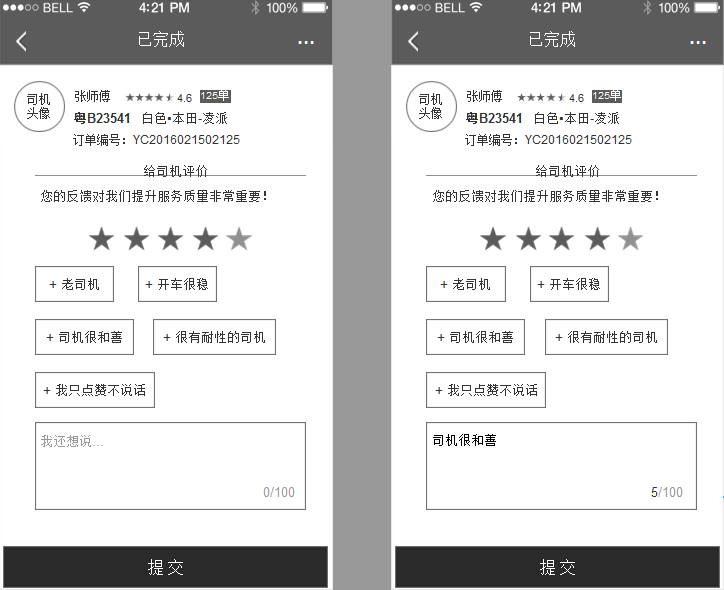 BELL 4:21 PM 100%
已完成
司机
头像
张师傅 4.6 125单
粤B23541 白色▪本田-凌派
订单编号：YC2016021502125
给司机评价
您的反馈对我们提升服务质量非常重要！
+ 老司机 + 开车很稳
+ 司机很和善 + 很有耐性的司机
+ 我只点赞不说话
我还想说...
0/100
提 交
BELL 4:21 PM 100%
已完成
司机
头像
张师傅 4.6 125单
粤B23541 白色▪本田-凌派
订单编号：YC2016021502125
给司机评价
您的反馈对我们提升服务质量非常重要！
+ 老司机 + 开车很稳
+ 司机很和善 + 很有耐性的司机
+ 我只点赞不说话
司机很和善
5/100
提 交